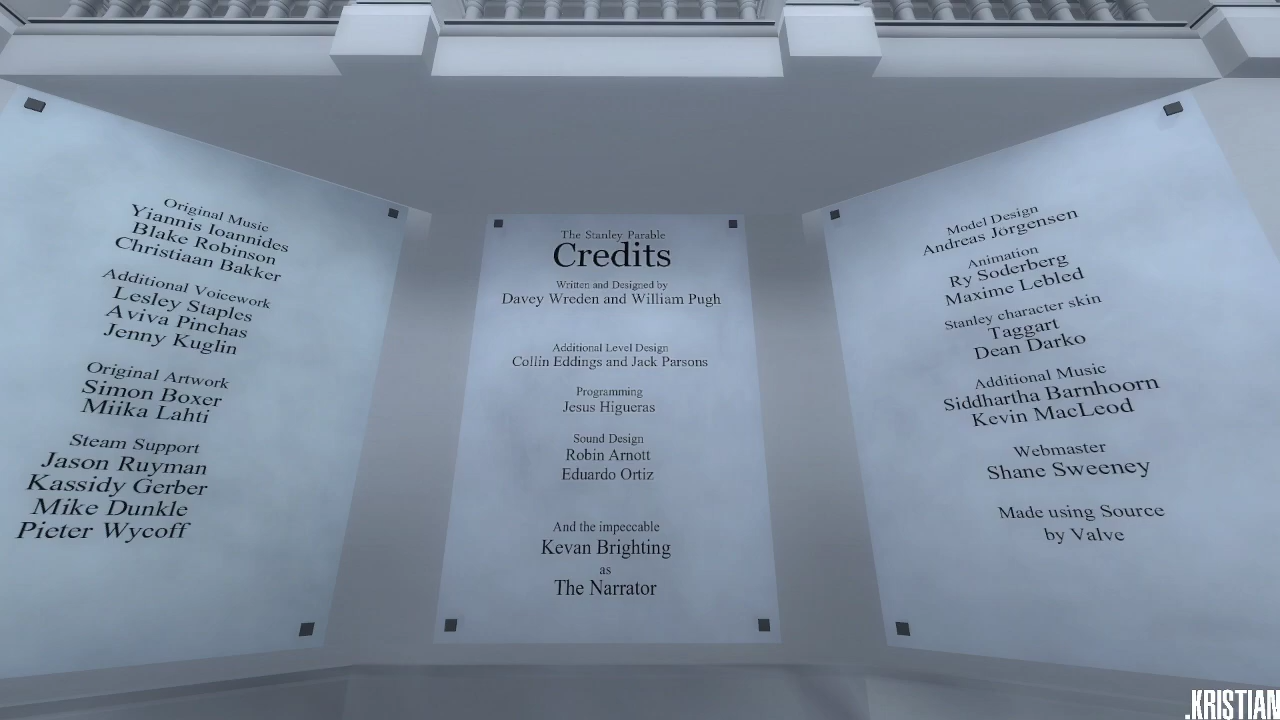 Original Music
Yiannis Ioannides
Blake Robinson
Christiaan Bakker
Additional Voicework
Lesley Staples
Aviva Pinchas
Jenny Kuglin
Original Artwork
Simon Boxer
Miika Lahti
Steam Support
Jason Ruyman
Kassidy Gerber
Mike Dunkle
Pieter Wycoff
The Stanley Parable
Credits
Written and Designed by
Davey Wreden and William Pugh
Additional Level Design
Collin Eddings and Jack Parsons
Programming
Jesus Higueras
Sound Design
Robin Arnott
Eduardo Ortiz
And the impeccable
Kevan Brighting
as
The Narrator
Model Design
Andreas Jörgensen
Animation
Ry Soderberg
Maxime Lebled
Stanley character skin
Taggart
Dean Darko
Additional Music
Siddhartha Barnhoorn
Kevin MacLeod
Webmaster
Shane Sweeney
Made using Source
by Valve
.KRISTIAN